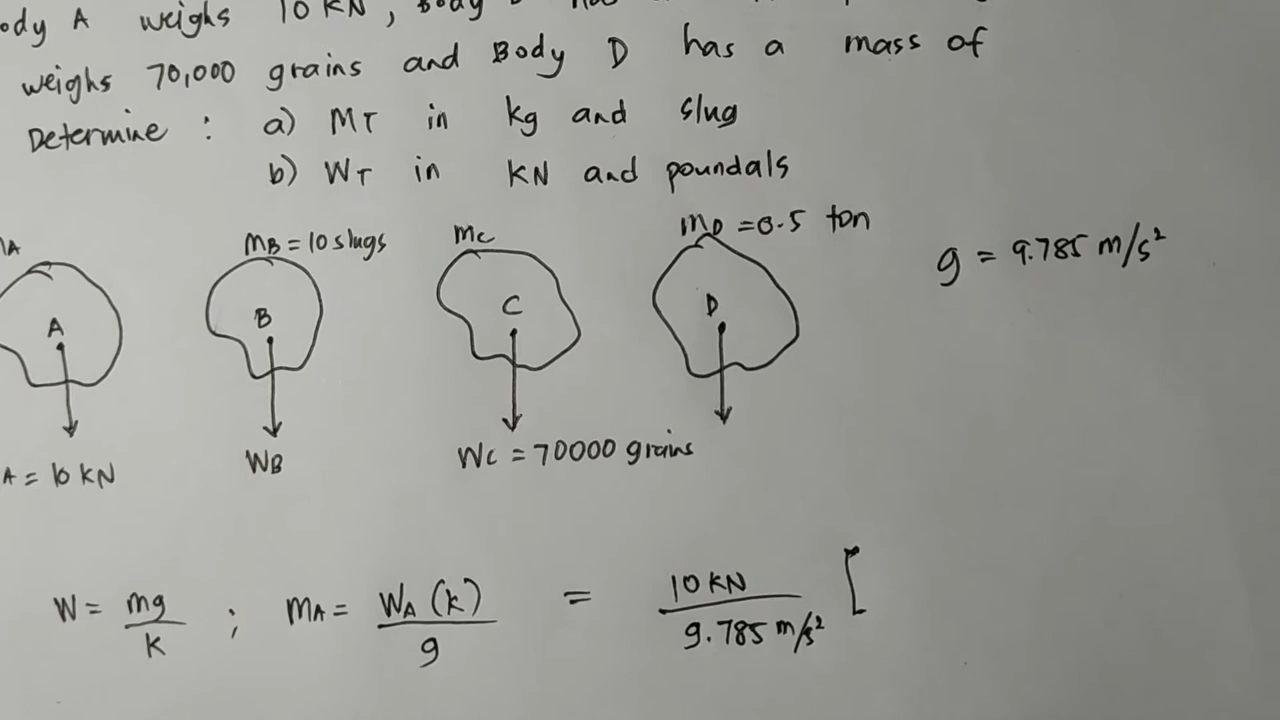 ody A weighs 10 KN, Body
weighs 70,000 grains and Body D has a mass of
Determine : a) MT in kg and slug
b) WT in KN and poundals
MB = 10 slugs
MC
MD = 0.5 ton
g = 9.785 m/s²
A
B
C
D
A = 10 KN
WB
WC = 70000 grains
W = mg/k ; MA = WA (k)/g = 10 KN/9.785 m/s² [